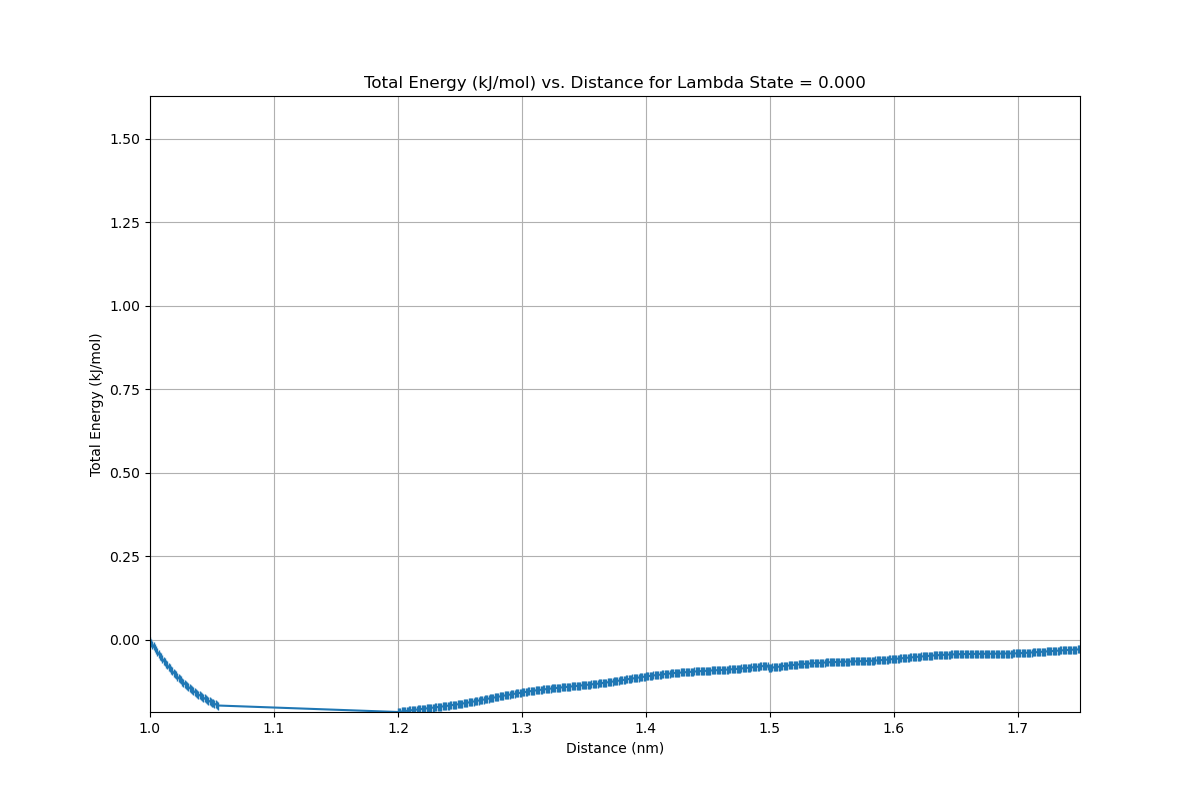 Total Energy (kJ/mol) vs. Distance for Lambda State = 0.000
1.50
1.25
1.00
0.75
0.50
0.25
0.00
Total Energy (kJ/mol)
1.0 1.1 1.2 1.3 1.4 1.5 1.6 1.7
Distance (nm)